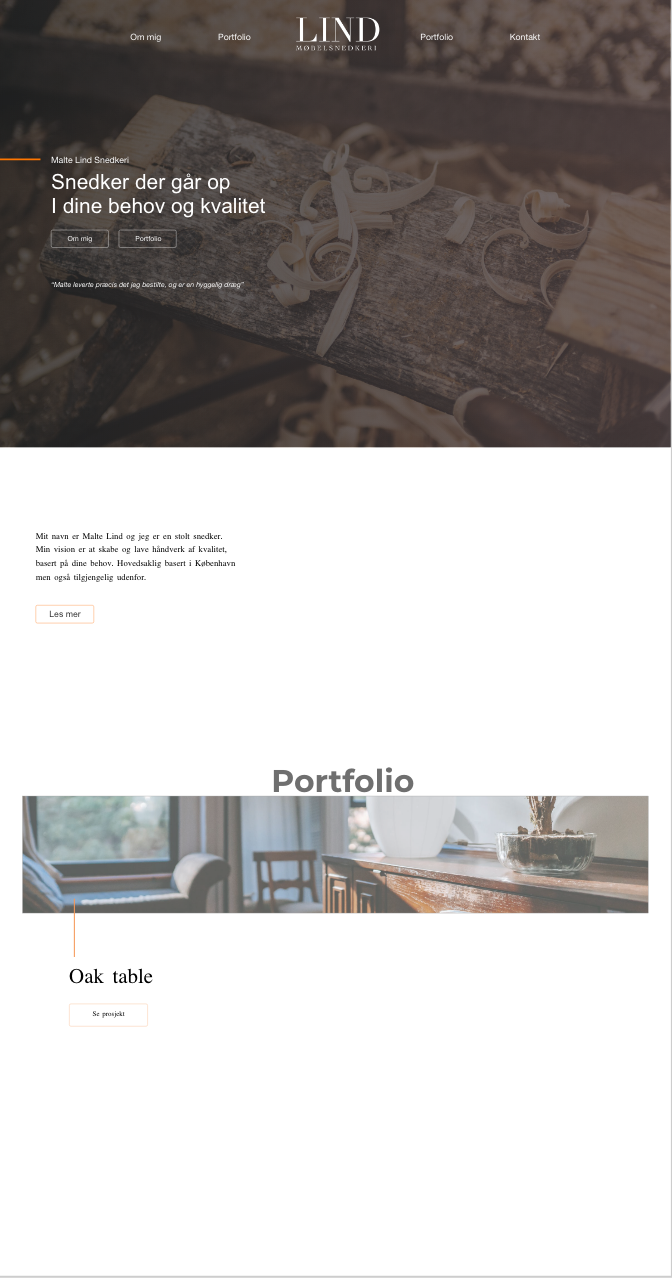 Om mig
Portfolio
LIND
MØBELSNEDKERI
Portfolio
Kontakt
Malte Lind Snedkeri
Snedker der går op
I dine behov og kvalitet
Om mig
Portfolio
"Malte leverte præcis det jeg bestilte, og er en hyggelig dræg"
Mit navn er Malte Lind og jeg er en stolt snedker.
Min vision er at skabe og lave håndverk af kvalitet,
basert på dine behov. Hovedsaklig basert i København
men også tilgjengelig udenfor.
Les mer
Portfolio
Oak table
Se prosjekt